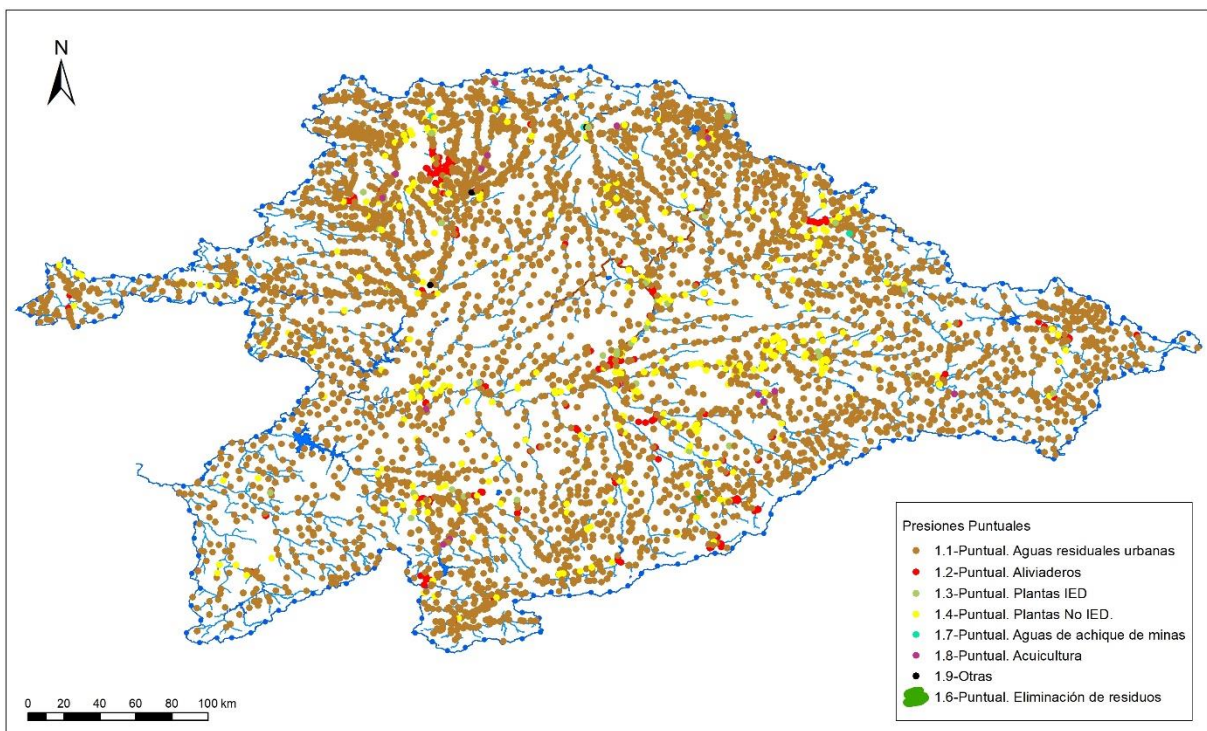 N
Presiones Puntuales
1.1-Puntual. Aguas residuales urbanas
1.2-Puntual. Aliviaderos
1.3-Puntual. Plantas IED
1.4-Puntual. Plantas No IED.
1.7-Puntual. Aguas de achique de minas
1.8-Puntual. Acuicultura
1.9-Otras
1.6-Puntual. Eliminación de residuos
0 20 40 60 80 100 km